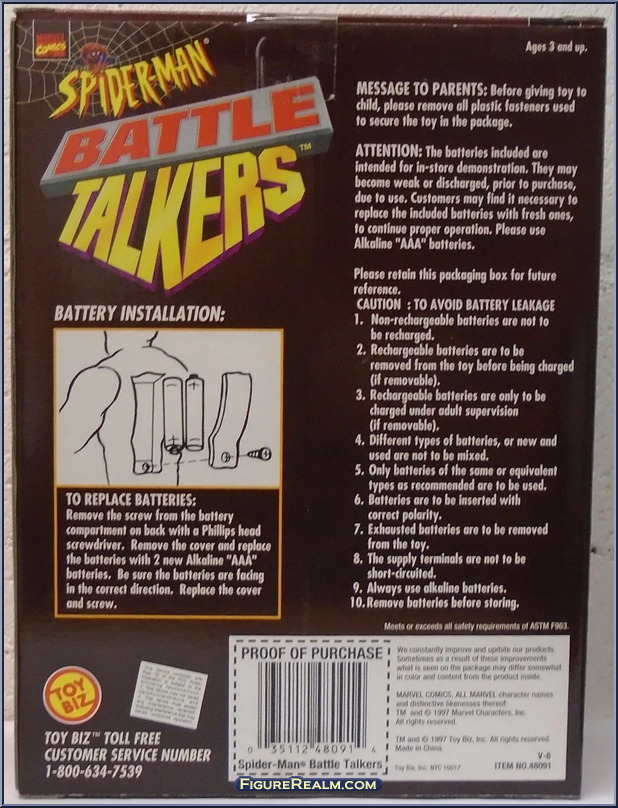 MARVEL
COMICS
SPIDER-MAN®
BATTLE
TALKERS™
BATTERY INSTALLATION:
TO REPLACE BATTERIES:
Remove the screw from the battery
compartment on back with a Phillips head
screwdriver. Remove the cover and replace
the batteries with 2 new Alkaline "AAA"
batteries. Be sure the batteries are facing
in the correct direction. Replace the cover
and screw.
TOY
BIZ
TOY BIZ™ TOLL FREE
CUSTOMER SERVICE NUMBER
1-800-634-7539
Ages 3 and up.
MESSAGE TO PARENTS: Before giving toy to
child, please remove all plastic fasteners used
to secure the toy in the package.
ATTENTION: The batteries included are
intended for in-store demonstration. They may
become weak or discharged, prior to purchase,
due to use. Customers may find it necessary to
replace the included batteries with fresh ones,
to continue proper operation. Please use
Alkaline "AAA" batteries.
Please retain this packaging box for future
reference.
CAUTION : TO AVOID BATTERY LEAKAGE
1. Non-rechargeable batteries are not to
be recharged.
2. Rechargeable batteries are to be
removed from the toy before being charged
(if removable).
3. Rechargeable batteries are only to be
charged under adult supervision
(if removable).
4. Different types of batteries, or new and
used are not to be mixed.
5. Only batteries of the same or equivalent
types as recommended are to be used.
6. Batteries are to be inserted with
correct polarity.
7. Exhausted batteries are to be removed
from the toy.
8. The supply terminals are not to be
short-circuited.
9. Always use alkaline batteries.
10. Remove batteries before storing.
Meets or exceeds all safety requirements of ASTM F963.
PROOF OF PURCHASE
0 35112 48091 4
Spider-Man® Battle Talkers
We constantly improve and update our products.
Sometimes as a result of these improvements
what is seen on the package may differ somewhat
in color and content from the product inside.
MARVEL COMICS, ALL MARVEL character names
and distinctive likenesses thereof:
TM and © 1997 Marvel Characters, Inc.
All rights reserved.
TM and © 1997 Toy Biz, Inc. All rights reserved.
Made in China.
V-8
Toy Biz, Inc. NYC 10017
ITEM NO.48091
FIGUREREALM.COM